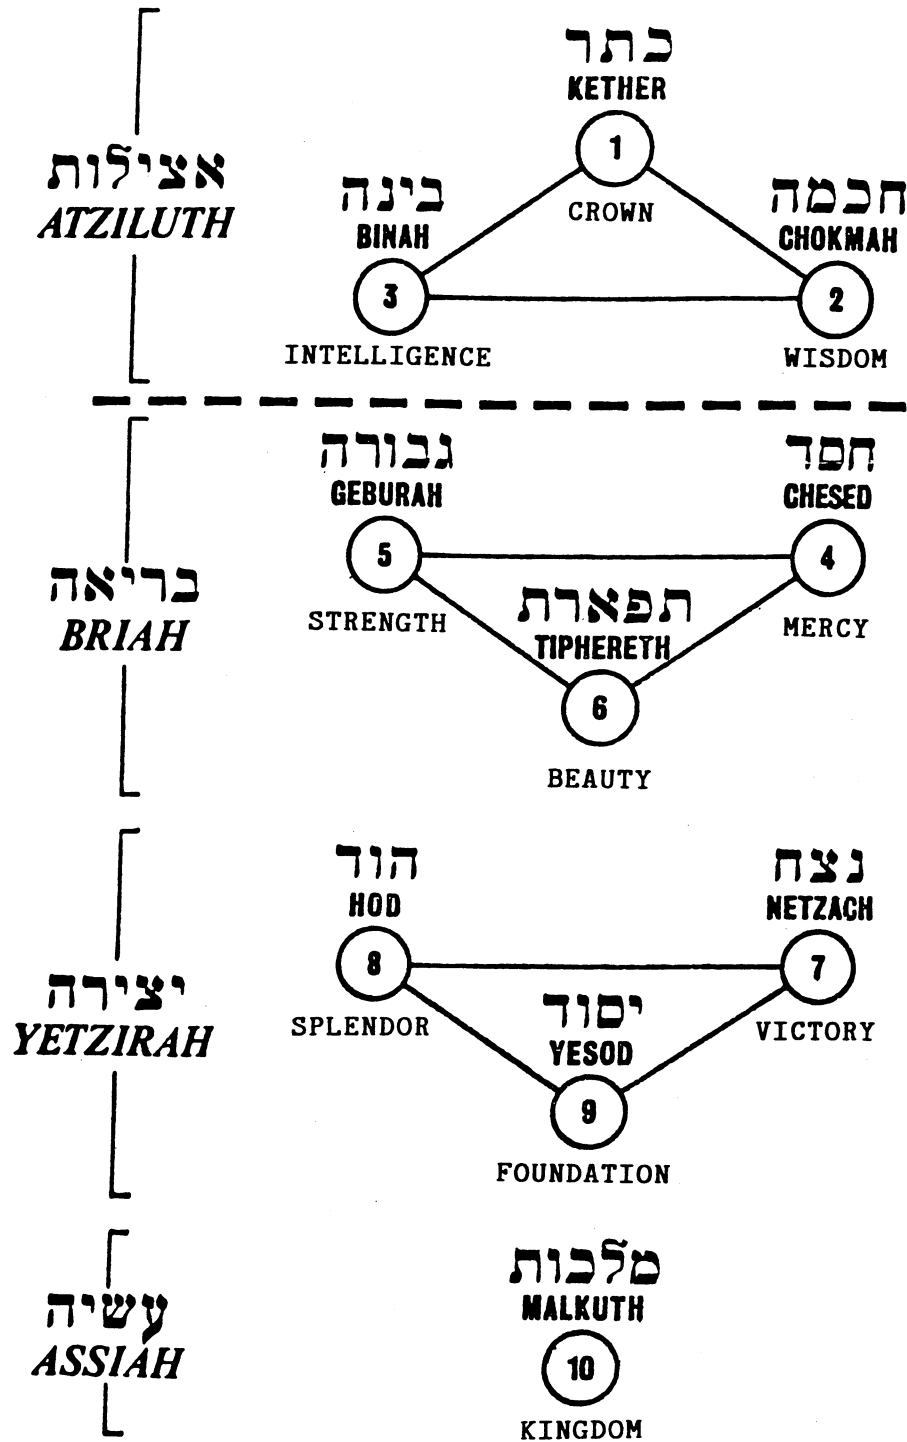 כתר
KETHER
1
CROWN
אצילות
ATZILUTH
בינה
BINAH
3
INTELLIGENCE
חכמה
CHOKMAH
2
WISDOM
גבורה
GEBURAH
5
STRENGTH
חסד
CHESED
4
MERCY
בריאה
BRIAH
תפארת
TIPHERETH
6
BEAUTY
הוד
HOD
8
SPLENDOR
נצח
NETZACH
7
VICTORY
יצירה
YETZIRAH
יסוד
YESOD
9
FOUNDATION
עשיה
ASSIAH
מלכות
MALKUTH
10
KINGDOM